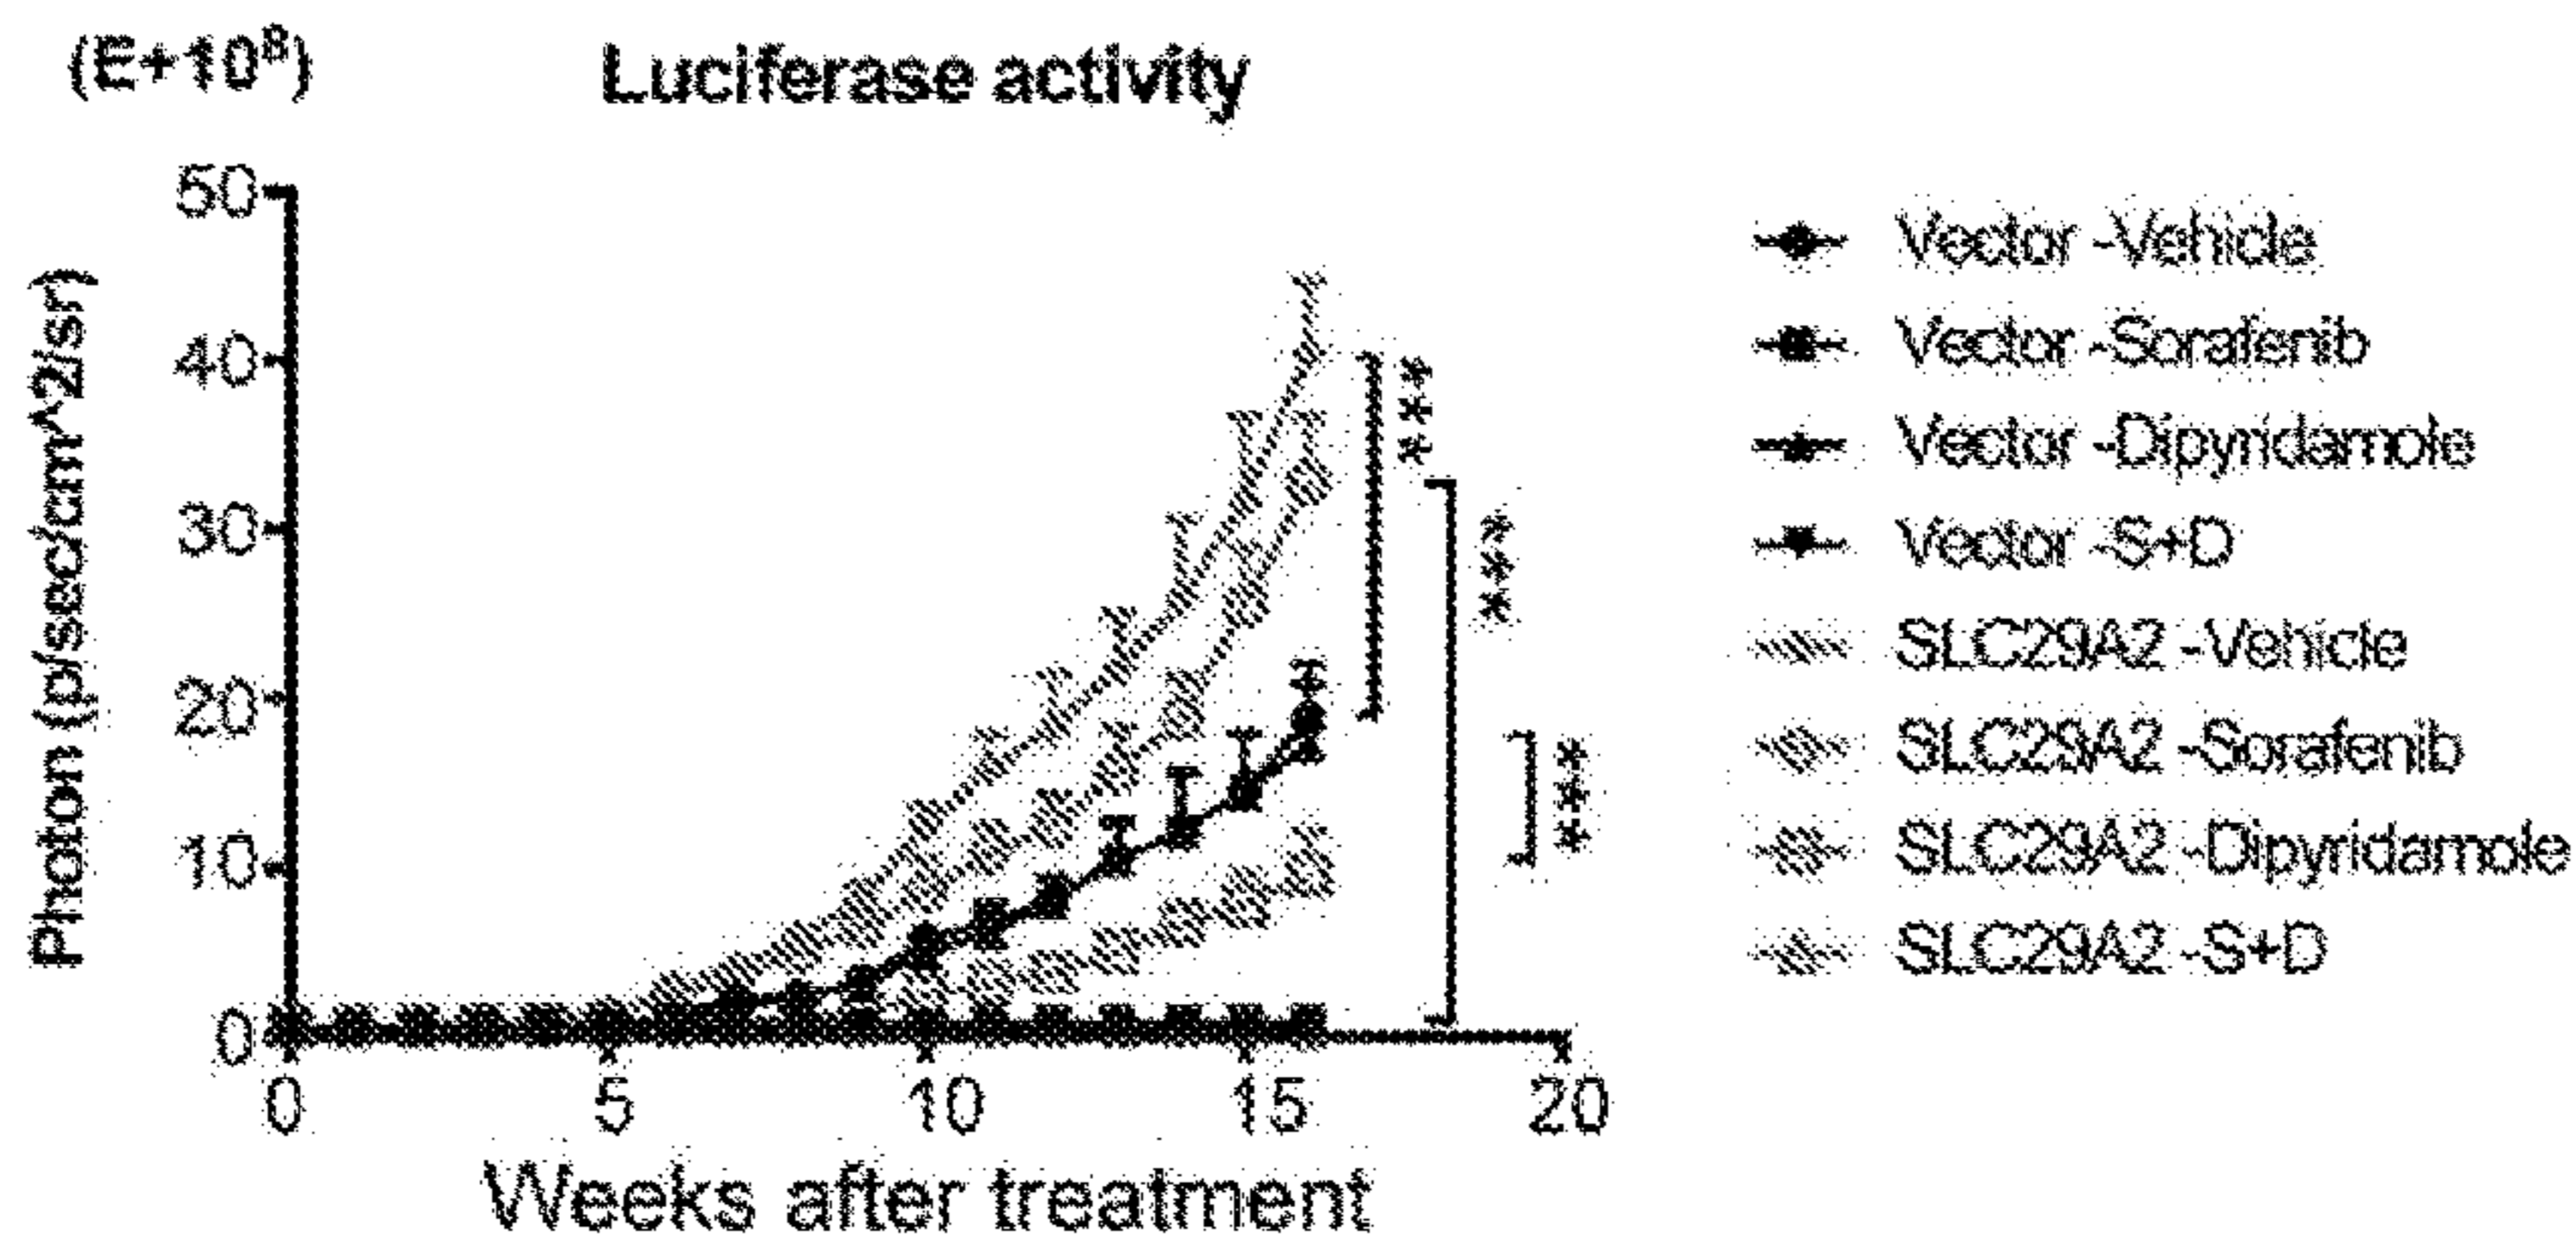 (E+10⁸)
Luciferase activity
Photon (p/sec/cm^2/sr)
50
40
30
20
10
0
0 5 10 15 20
Weeks after treatment
***
***
***
Vector -Vehicle
Vector -Sorafenib
Vector -Dipyridamole
Vector -S+D
SLC29A2 -Vehicle
SLC29A2 -Sorafenib
SLC29A2 -Dipyridamole
SLC29A2 -S+D